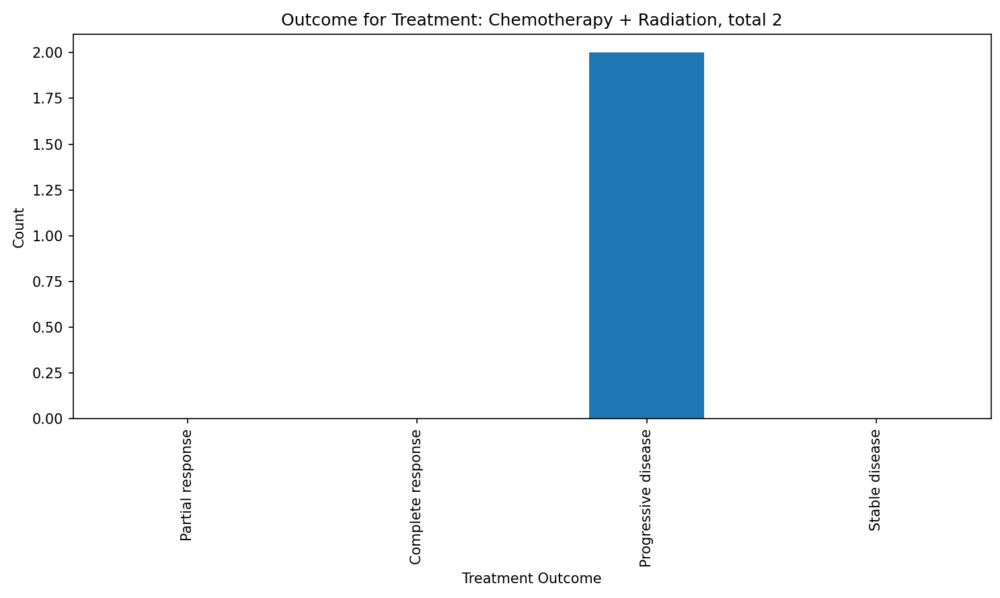 Outcome for Treatment: Chemotherapy + Radiation, total 2
Count
2.00
1.75
1.50
1.25
1.00
0.75
0.50
0.25
0.00
Partial response
Complete response
Progressive disease
Stable disease
Treatment Outcome